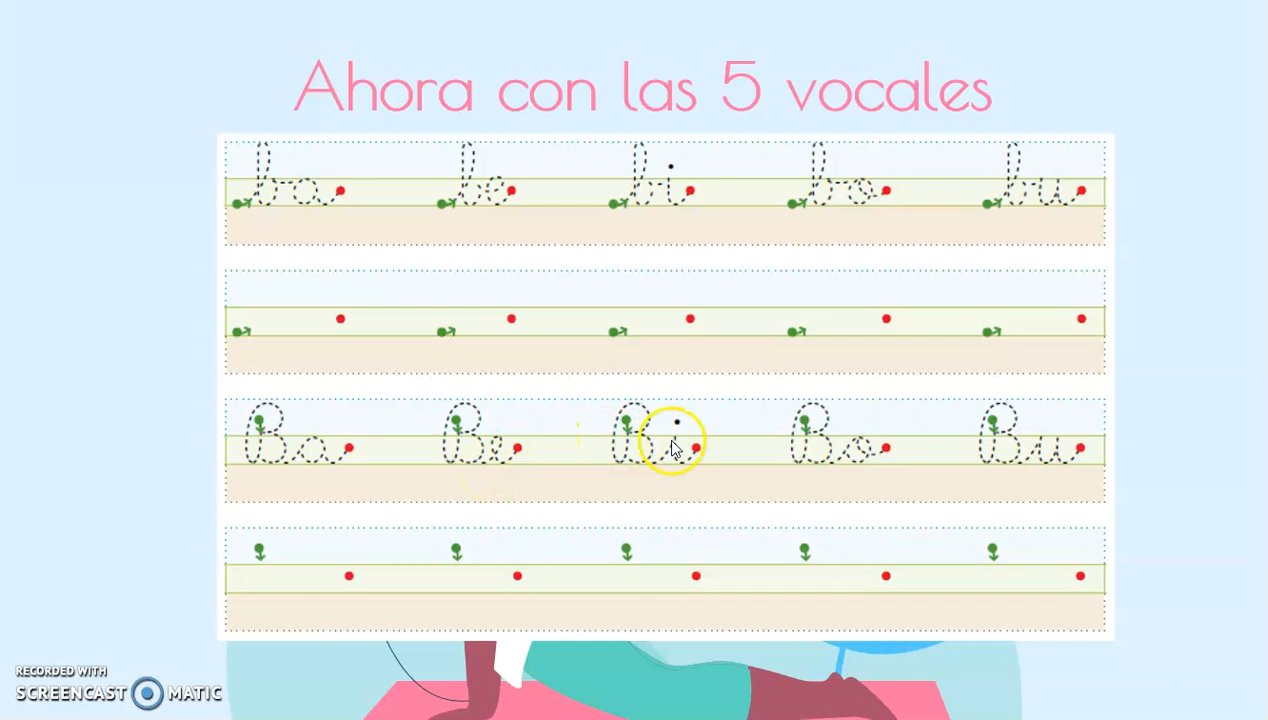 Ahora con las 5 vocales
ba be bi bo bu
Ba Be Bi Bo Bu
RECORDED WITH
SCREENCAST MATIC